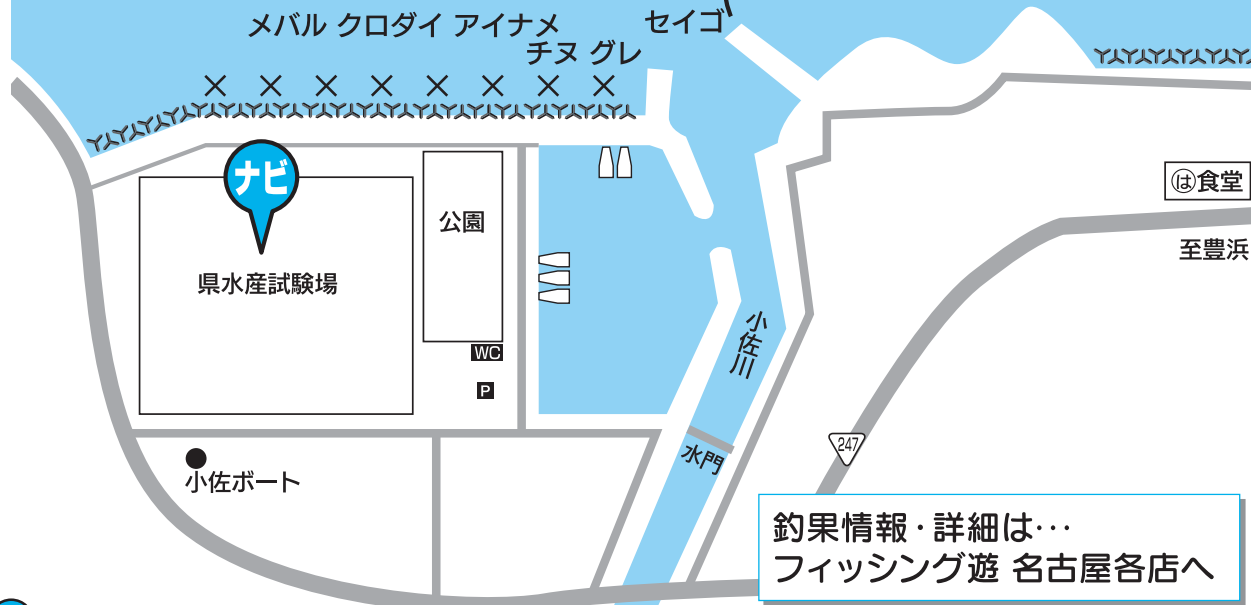 メバル クロダイ アイナメ
セイゴ
チヌ グレ
ナビ
公園
県水産試験場
は食堂
至豊浜
小佐川
WC
P
水門
247
小佐ボート
釣果情報・詳細は…
フィッシング遊 名古屋各店へ